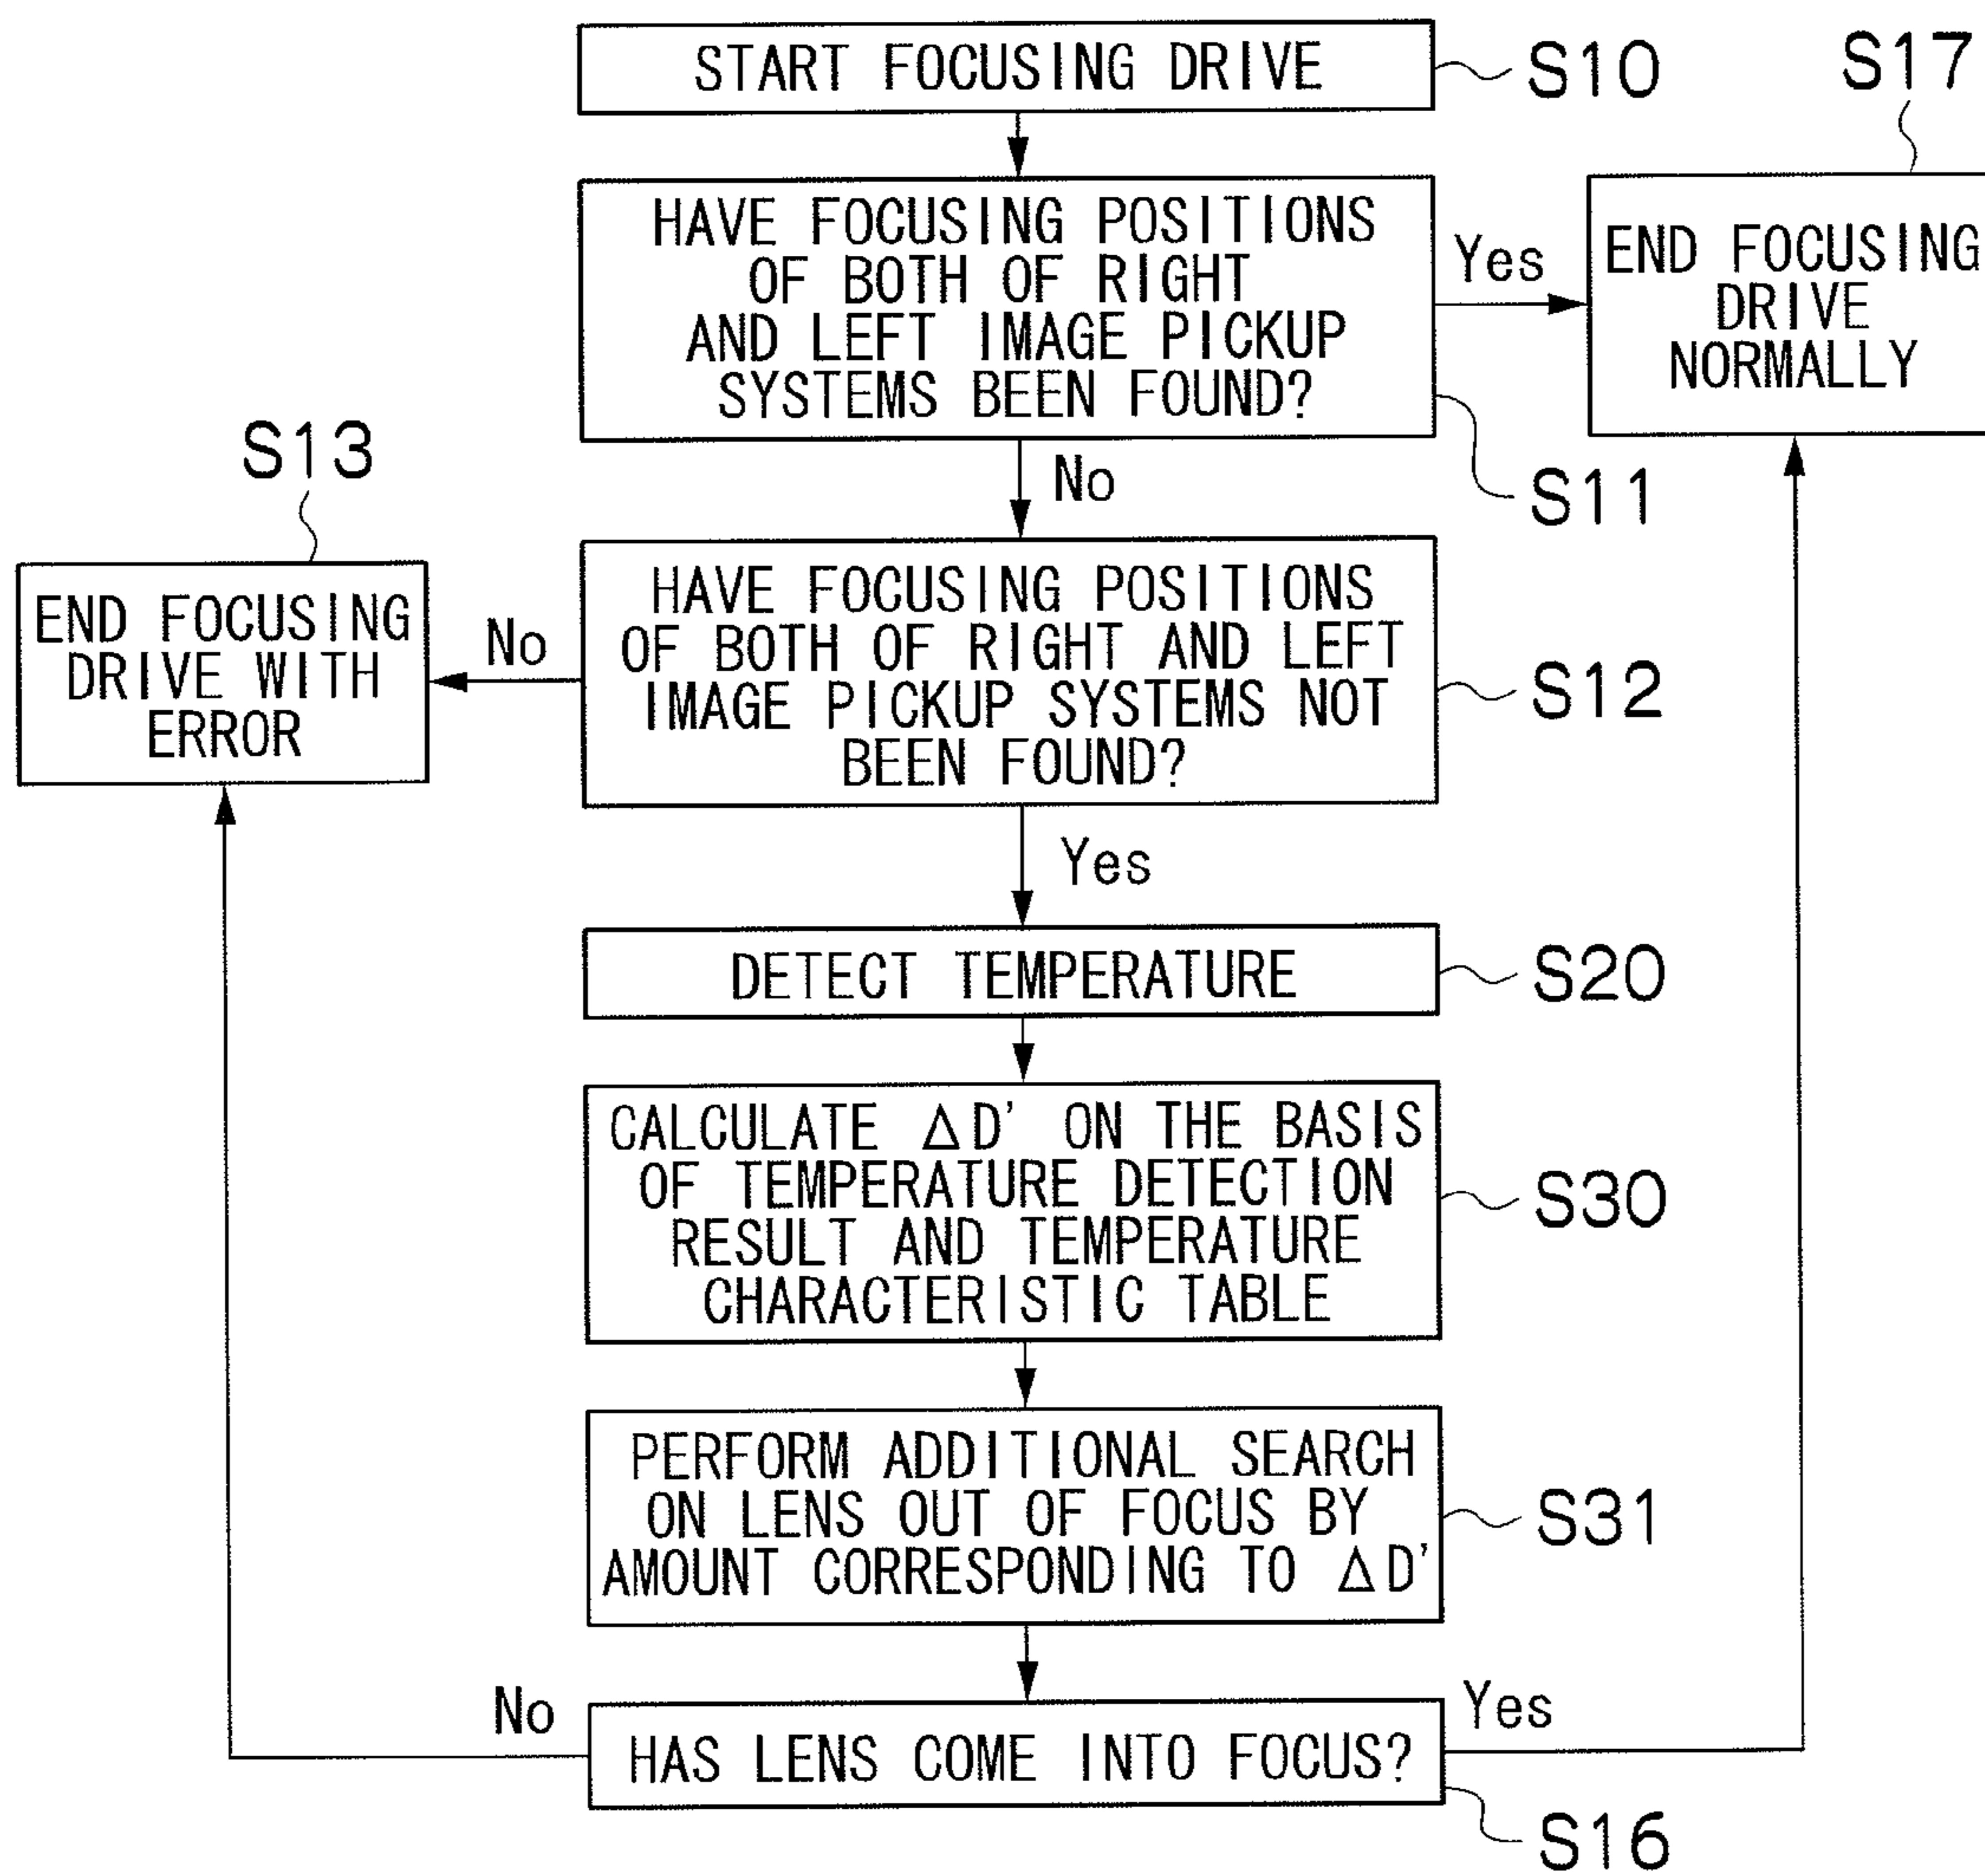 START FOCUSING DRIVE
S10
S17
HAVE FOCUSING POSITIONS
OF BOTH OF RIGHT
AND LEFT IMAGE PICKUP
SYSTEMS BEEN FOUND?
Yes
END FOCUSING
DRIVE
NORMALLY
S11
No
S13
HAVE FOCUSING POSITIONS
OF BOTH OF RIGHT AND LEFT
IMAGE PICKUP SYSTEMS NOT
BEEN FOUND?
S12
No
END FOCUSING
DRIVE WITH
ERROR
Yes
DETECT TEMPERATURE
S20
CALCULATE ΔD' ON THE BASIS
OF TEMPERATURE DETECTION
RESULT AND TEMPERATURE
CHARACTERISTIC TABLE
S30
PERFORM ADDITIONAL SEARCH
ON LENS OUT OF FOCUS BY
AMOUNT CORRESPONDING TO ΔD'
S31
No
HAS LENS COME INTO FOCUS?
Yes
S16